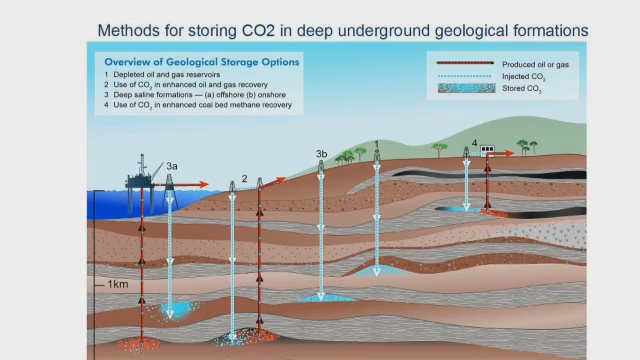 Methods for storing CO2 in deep underground geological formations
Overview of Geological Storage Options
1 Depleted oil and gas reservoirs
2 Use of CO2 in enhanced oil and gas recovery
3 Deep saline formations — (a) offshore (b) onshore
4 Use of CO2 in enhanced coal bed methane recovery
Produced oil or gas
Injected CO2
Stored CO2
3a
2
3b
1
4
1km